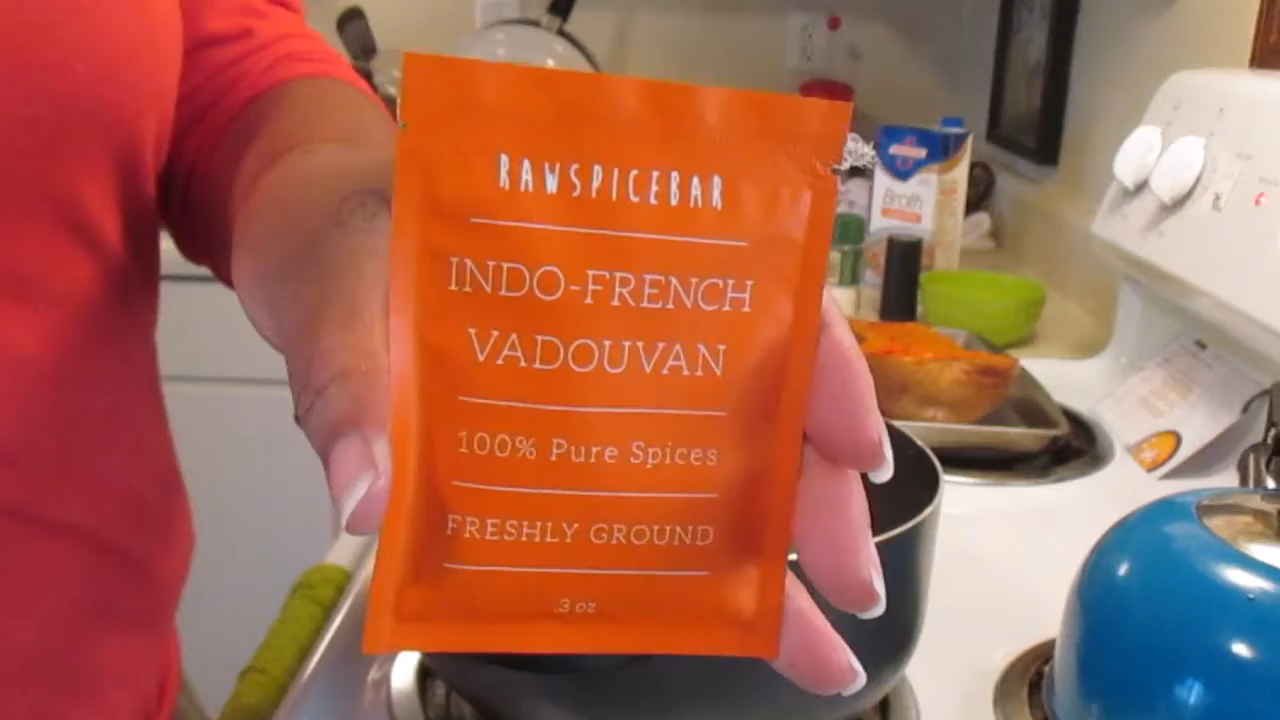 RAWSPICEBAR
INDO-FRENCH
VADOUVAN
100% Pure Spices
FRESHLY GROUND
.3 oz
Broth